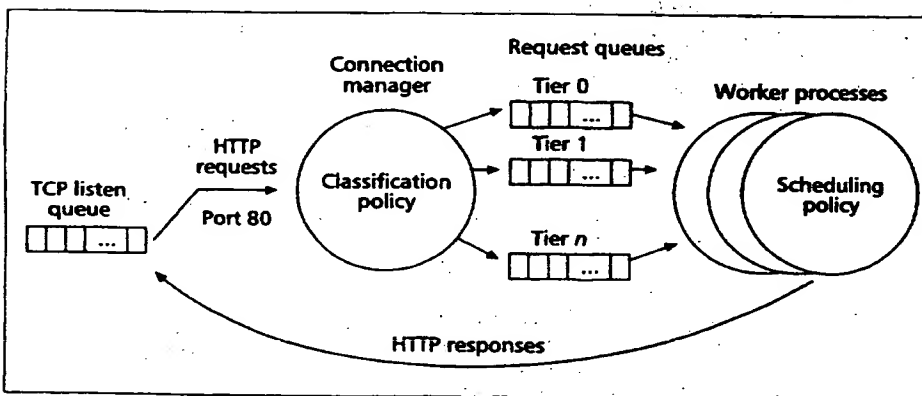 Request queues
Connection
manager
Tier 0
Worker processes
...
HTTP
requests
Tier 1
TCP listen
queue
Classification
policy
...
Scheduling
policy
Port 80
Tier n
...
...
HTTP responses